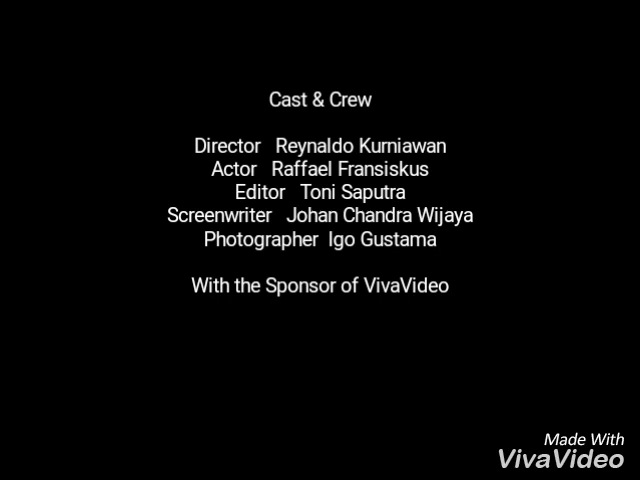 Cast & Crew
Director Reynaldo Kurniawan
Actor Raffael Fransiskus
Editor Toni Saputra
Screenwriter Johan Chandra Wijaya
Photographer Igo Gustama
With the Sponsor of VivaVideo
Made With
VivaVideo